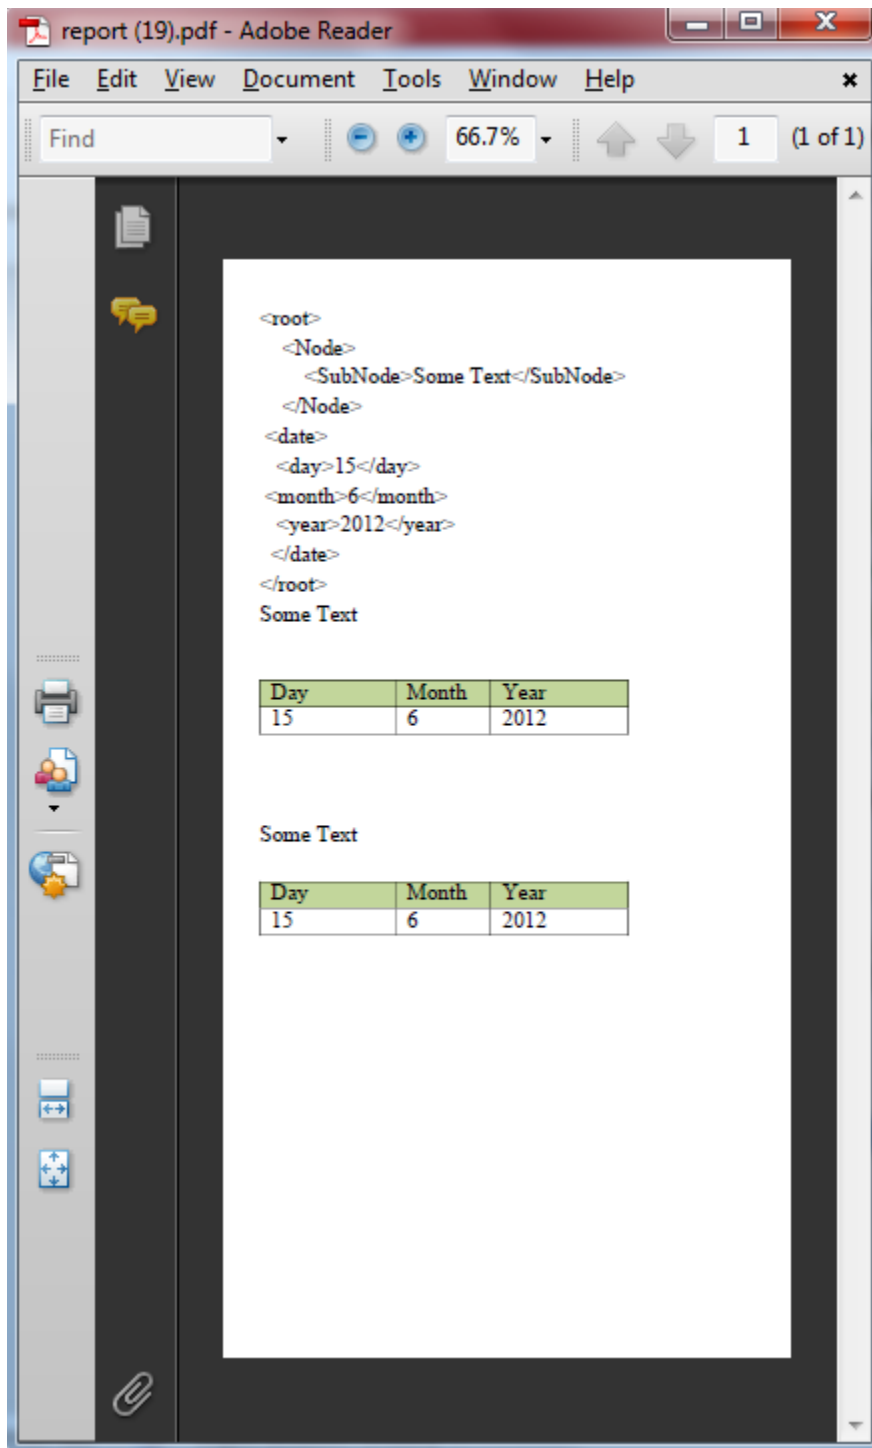 report (19).pdf - Adobe Reader
File Edit View Document Tools Window Help
Find 66.7% 1 (1 of 1)
<root>
<Node>
<SubNode>Some Text</SubNode>
</Node>
<date>
<day>15</day>
<month>6</month>
<year>2012</year>
</date>
</root>
Some Text
Day Month Year
15 6 2012
Some Text
Day Month Year
15 6 2012